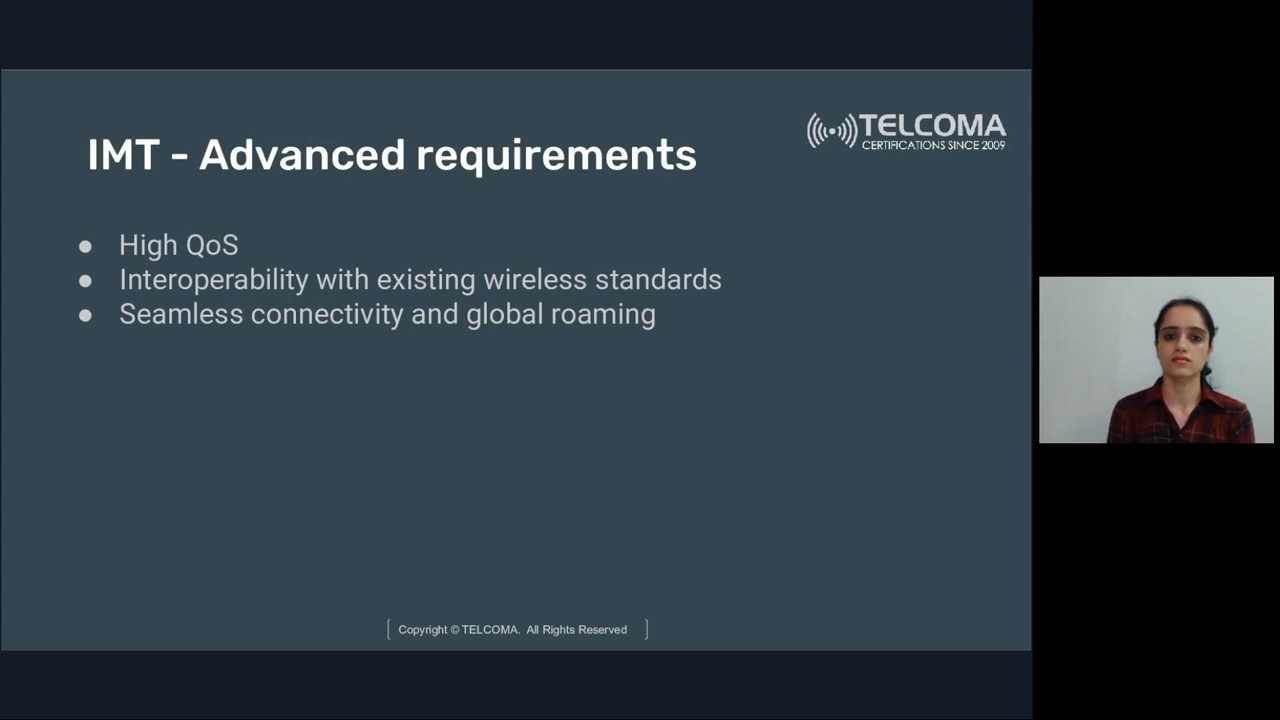 TELCOMA
CERTIFICATIONS SINCE 2009
IMT - Advanced requirements
● High QoS
● Interoperability with existing wireless standards
● Seamless connectivity and global roaming
Copyright © TELCOMA. All Rights Reserved